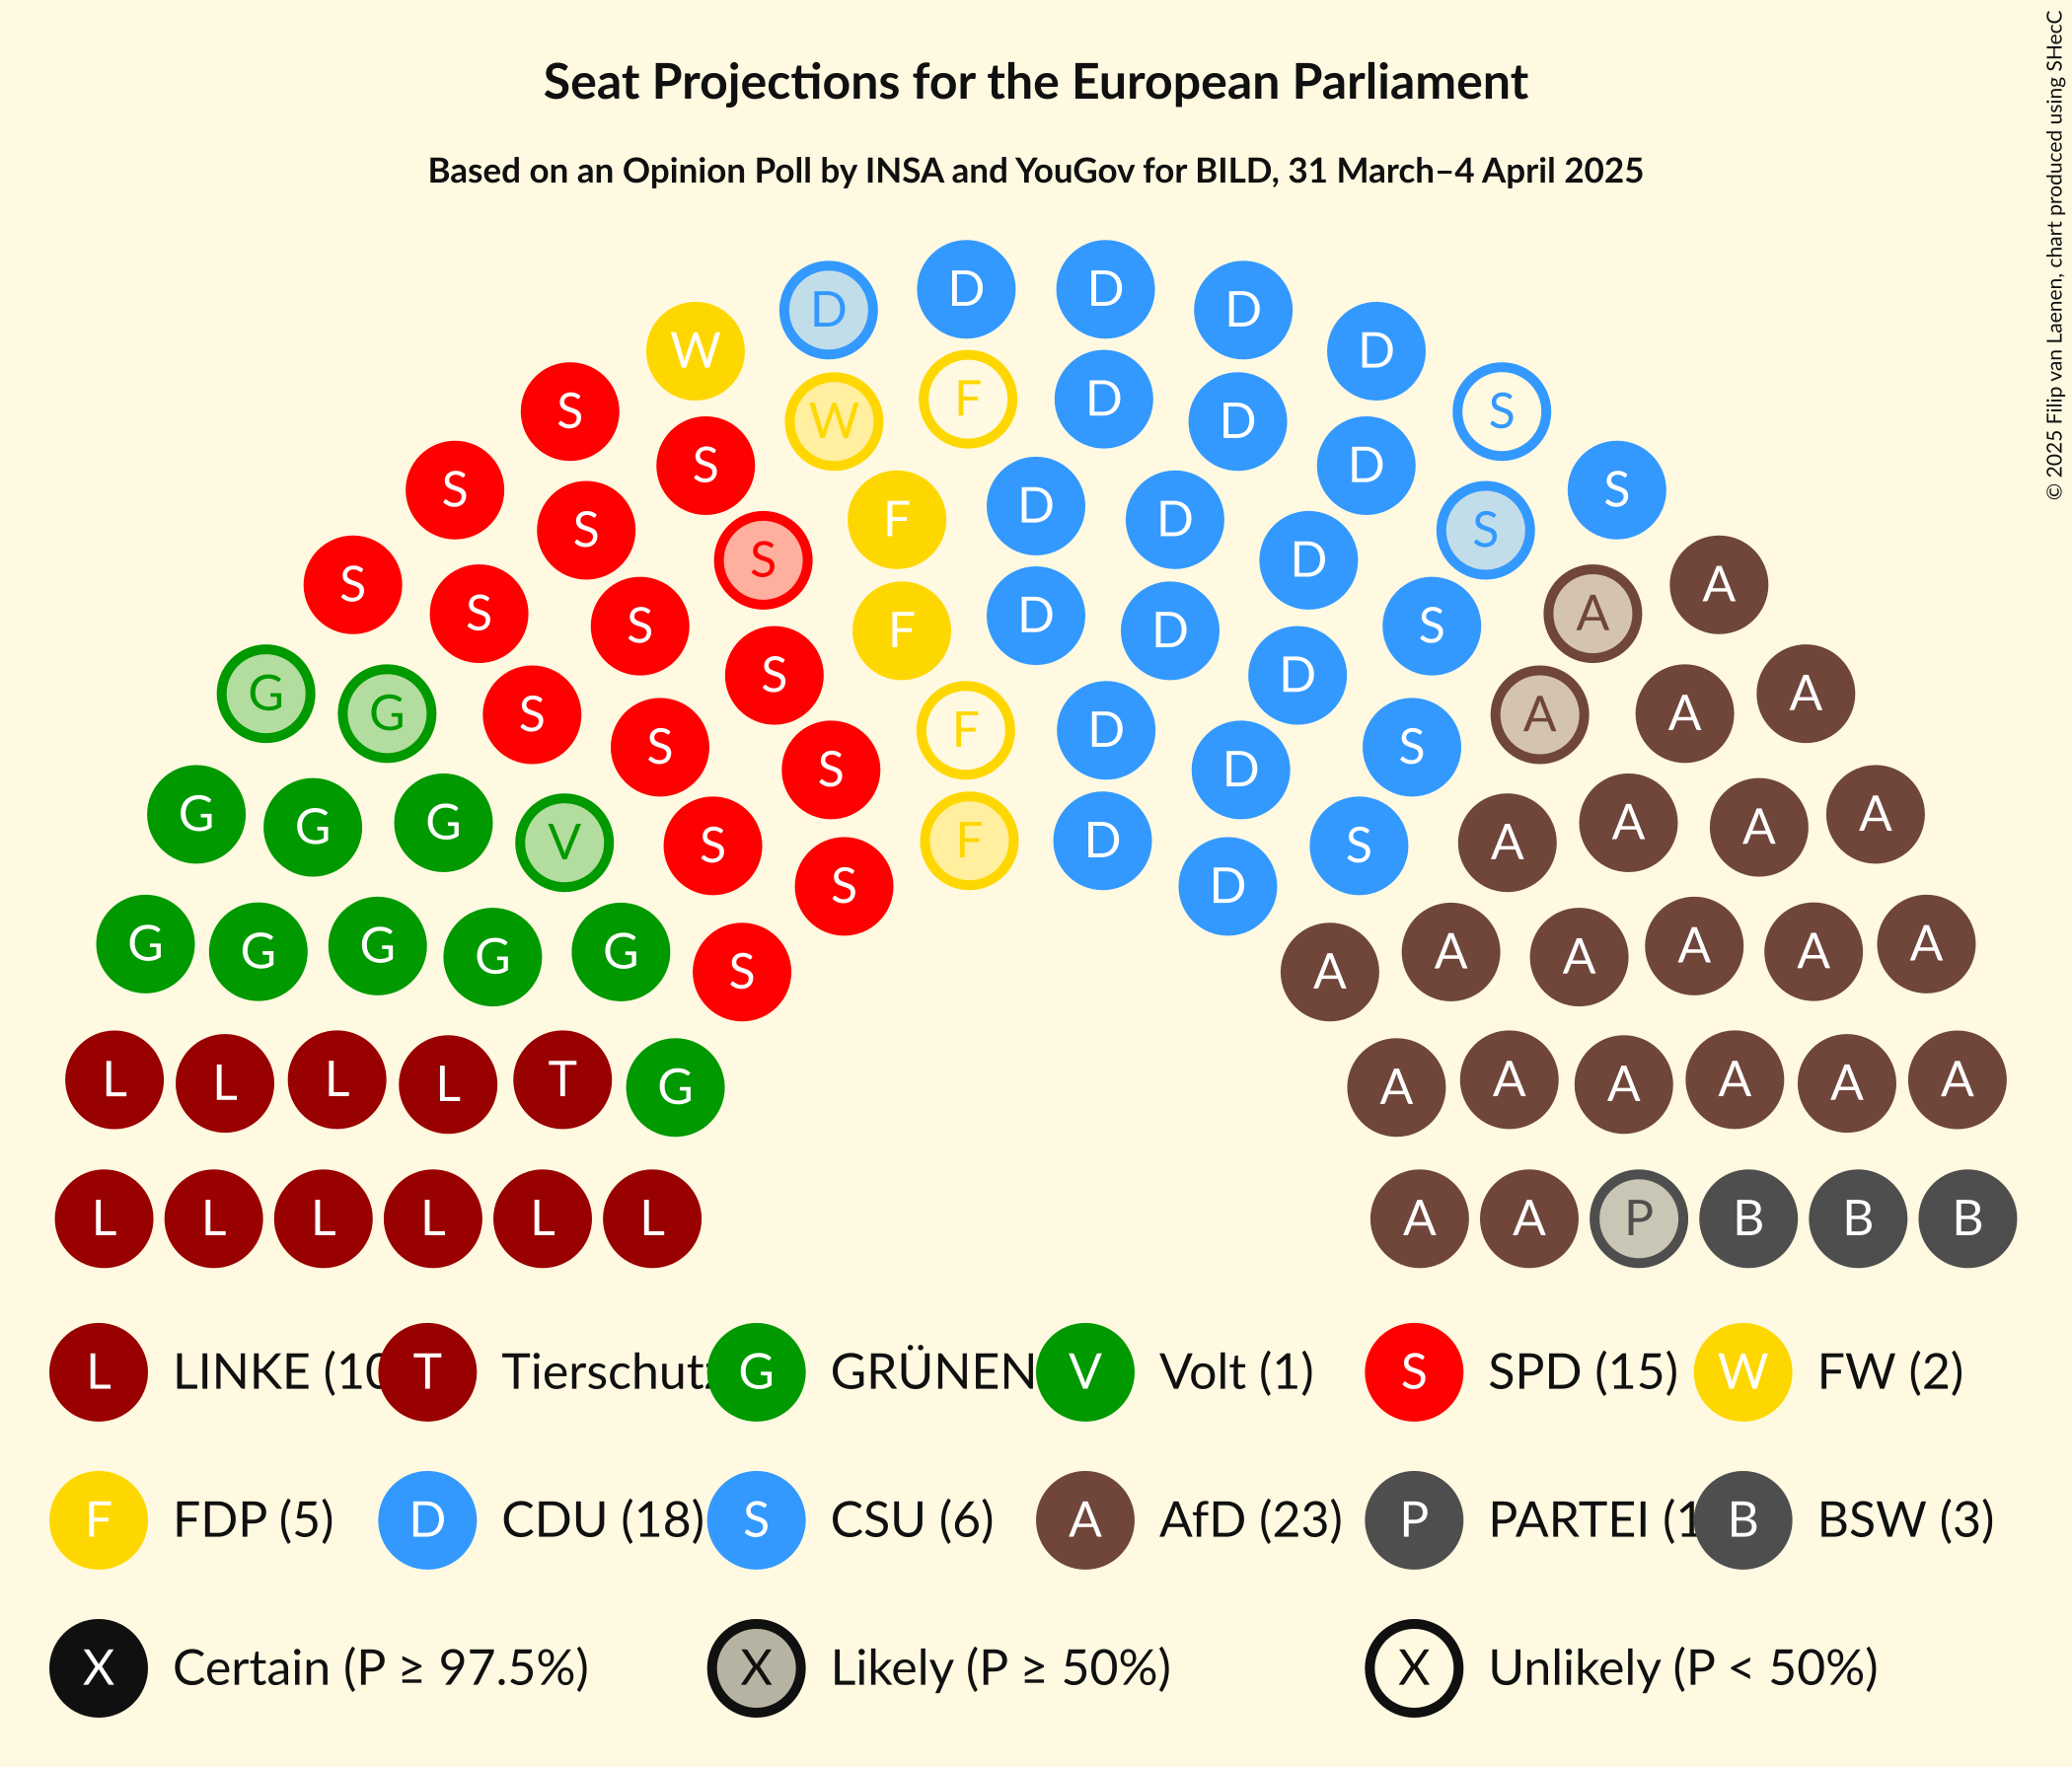 Seat Projections for the European Parliament
Based on an Opinion Poll by INSA and YouGov for BILD, 31 March–4 April 2025
© 2025 Filip van Laenen, chart produced using SHecC
D D D D D
W S
W F D D D S
S S F D D S S
S S S F D D D S A A
S S S S D D S A
G G S S F D S A A A
S D
G G G V S F D S A A A A
S D
G G G G G S A A A A A A
L L L L T G A A A A A A
L L L L L L A A P B B B
L LINKE (10 T Tierschutz G GRÜNEN V Volt (1) S SPD (15) W FW (2)
F FDP (5) D CDU (18) S CSU (6) A AfD (23) P PARTEI (1 B BSW (3)
X Certain (P ≥ 97.5%) X Likely (P ≥ 50%) X Unlikely (P < 50%)